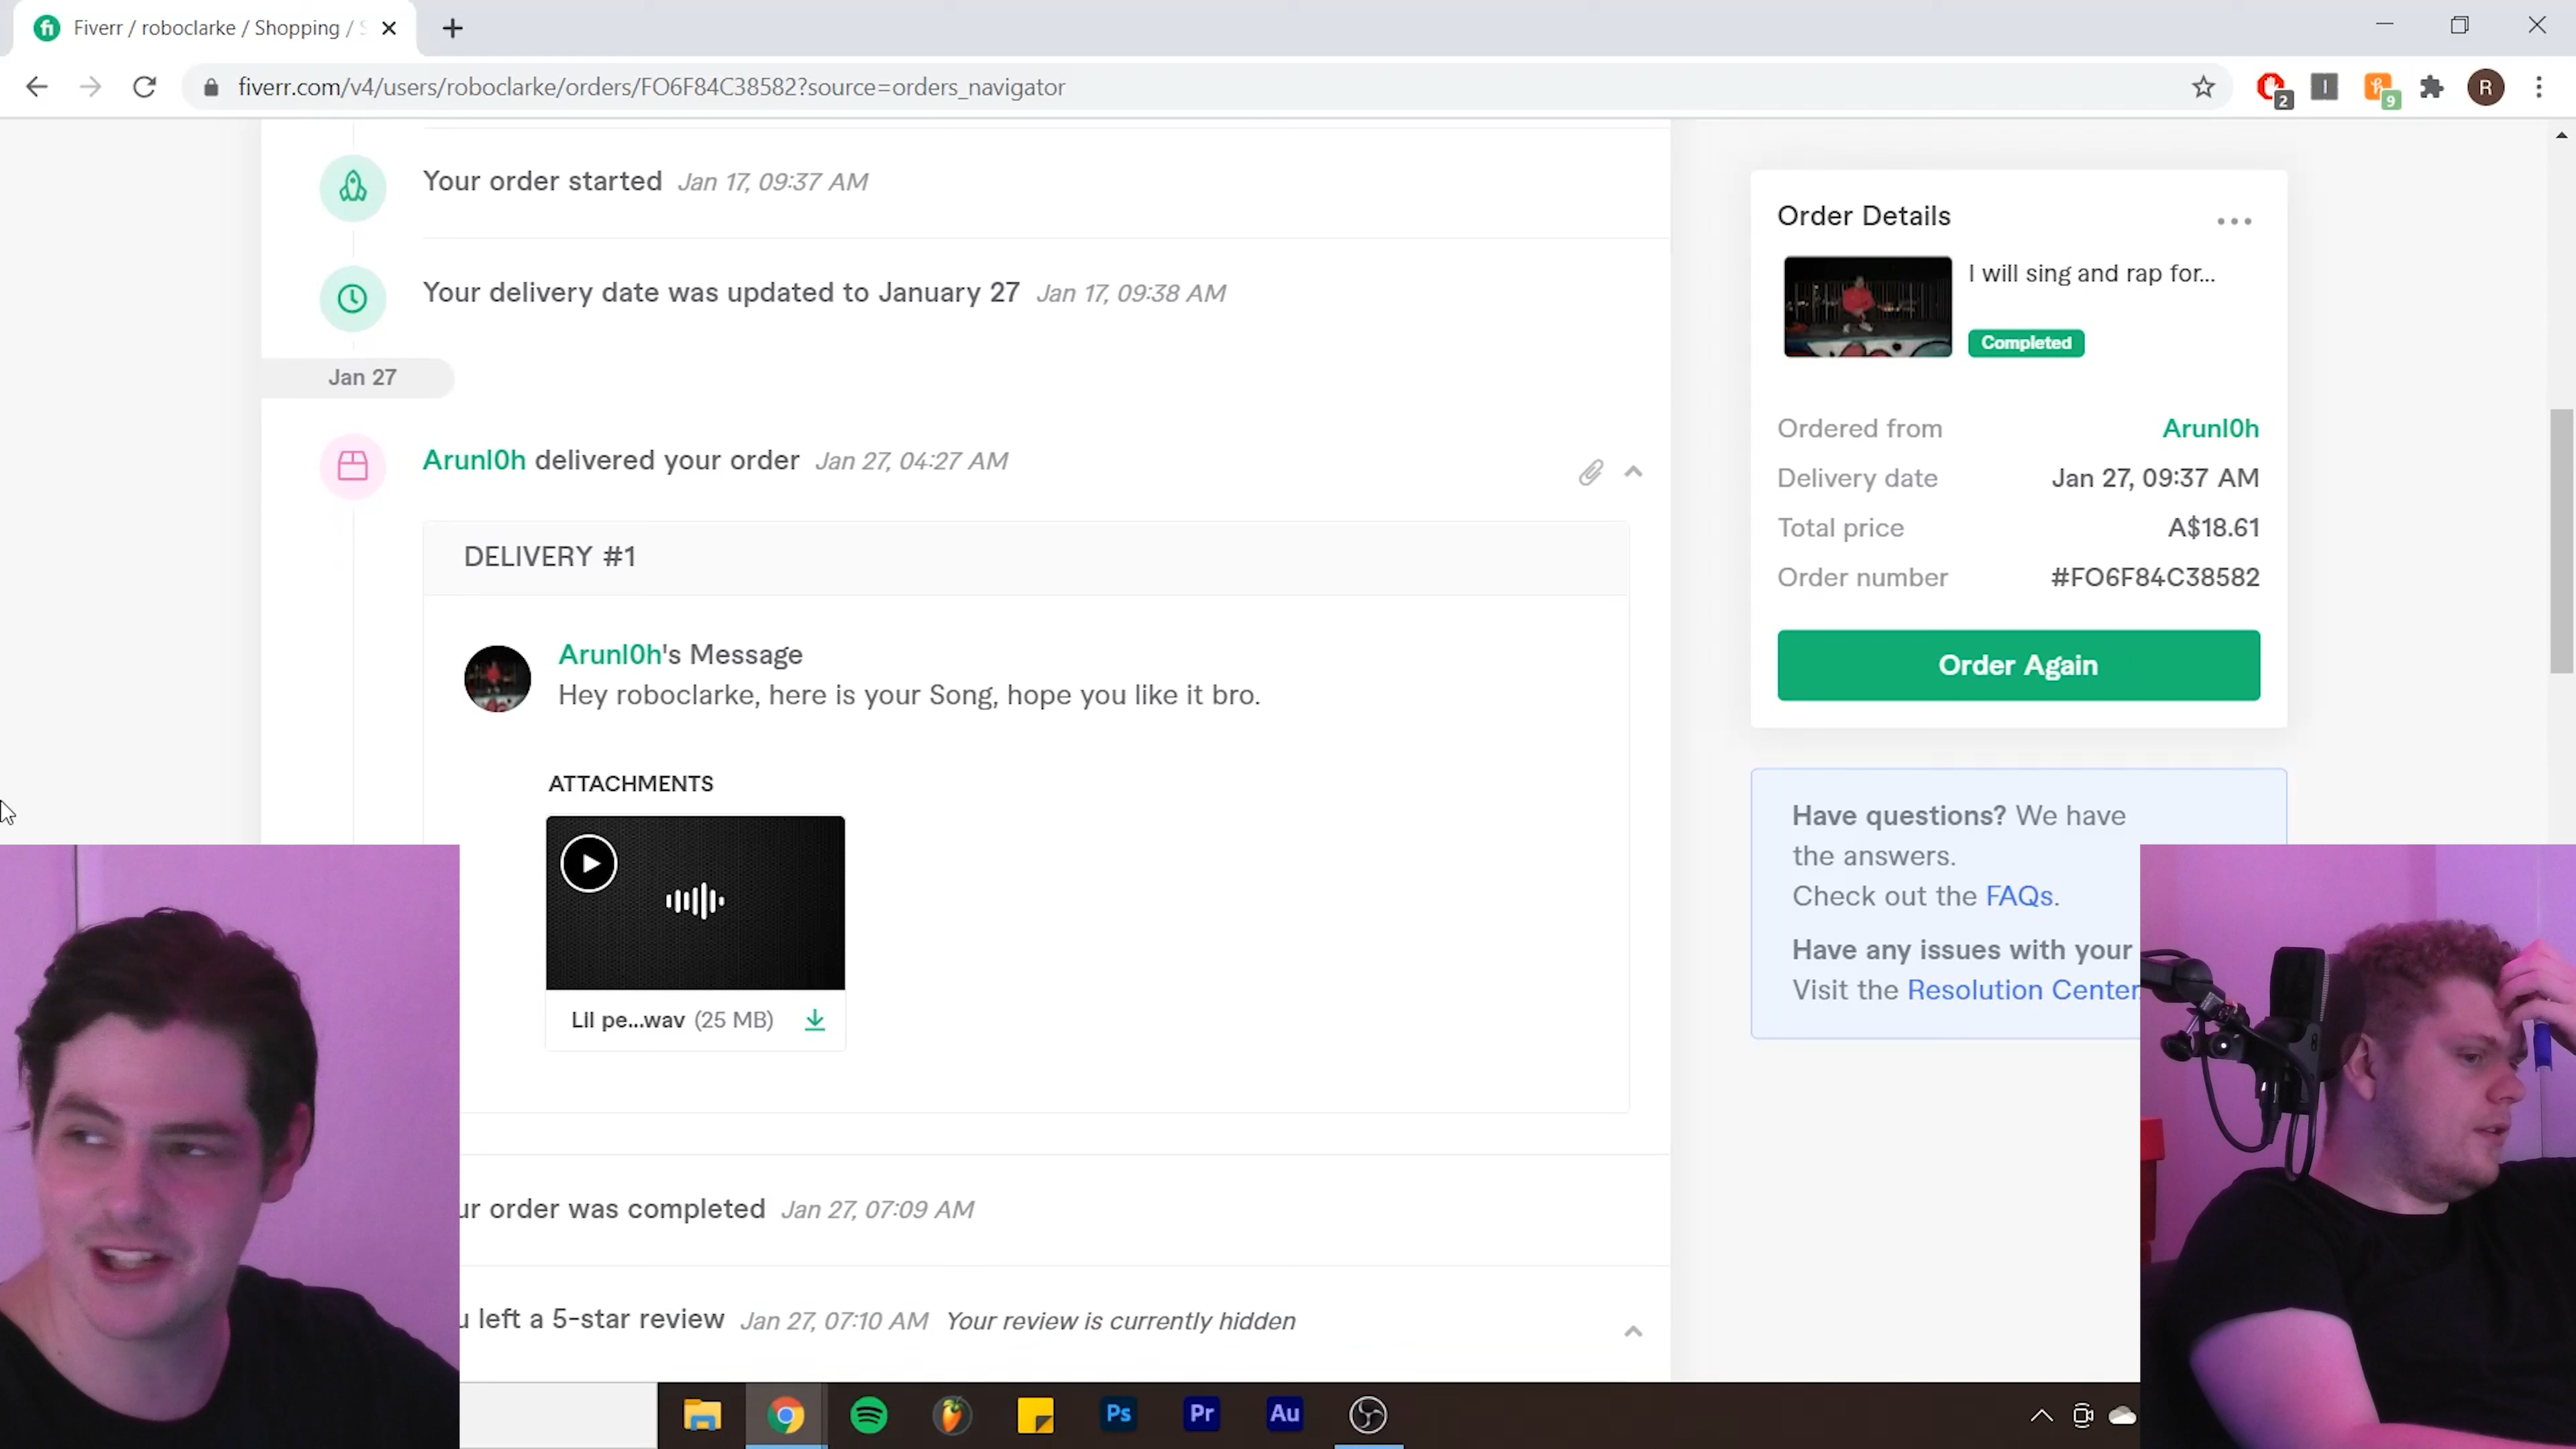 Fiverr / roboclarke / Shopping /
fiverr.com/v4/users/roboclarke/orders/FO6F84C38582?source=orders_navigator
2
9
R
Your order started Jan 17, 09:37 AM
Your delivery date was updated to January 27 Jan 17, 09:38 AM
Jan 27
Arunl0h delivered your order Jan 27, 04:27 AM
DELIVERY #1
Arunl0h's Message
Hey roboclarke, here is your Song, hope you like it bro.
ATTACHMENTS
Lil pe...wav (25 MB)
ur order was completed Jan 27, 07:09 AM
u left a 5-star review Jan 27, 07:10 AM Your review is currently hidden
Order Details
I will sing and rap for...
Completed
Ordered from Arunl0h
Delivery date Jan 27, 09:37 AM
Total price A$18.61
Order number #FO6F84C38582
Order Again
Have questions? We have
the answers.
Check out the FAQs.
Have any issues with your
Visit the Resolution Center
Ps
Pr
Au